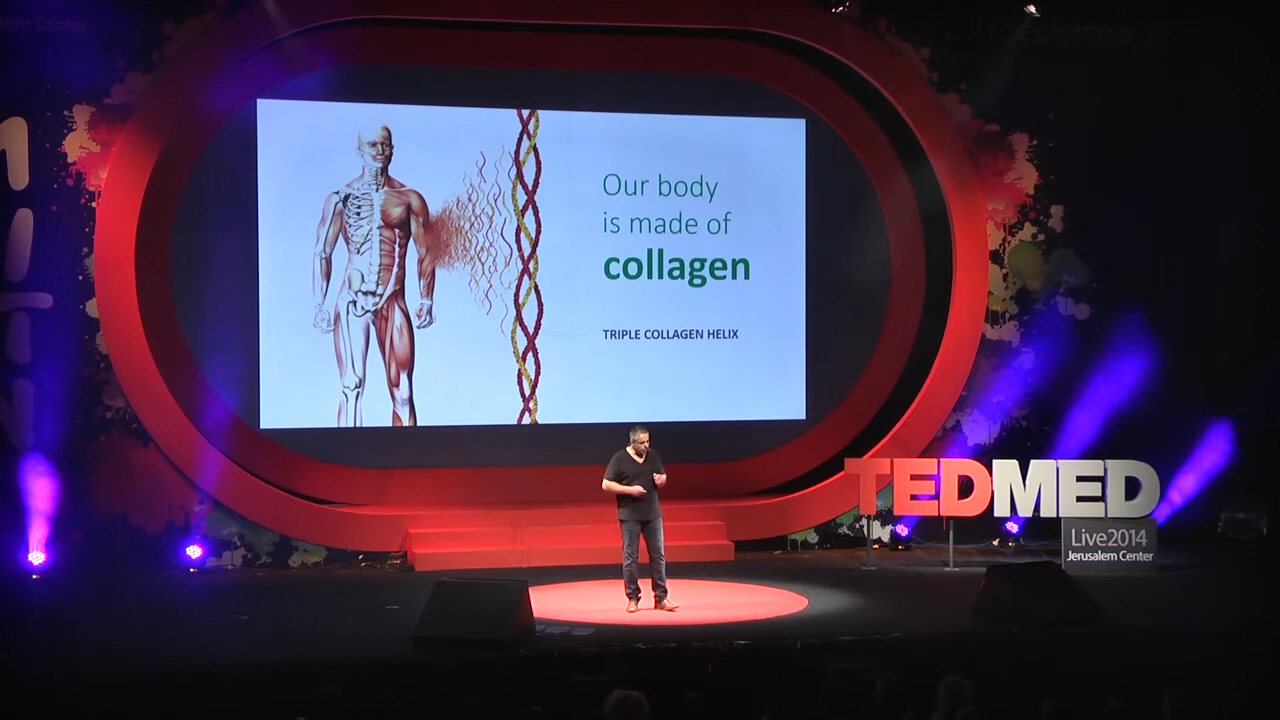 Our body
is made of
collagen
TRIPLE COLLAGEN HELIX
TEDMED
Live2014
Jerusalem Center